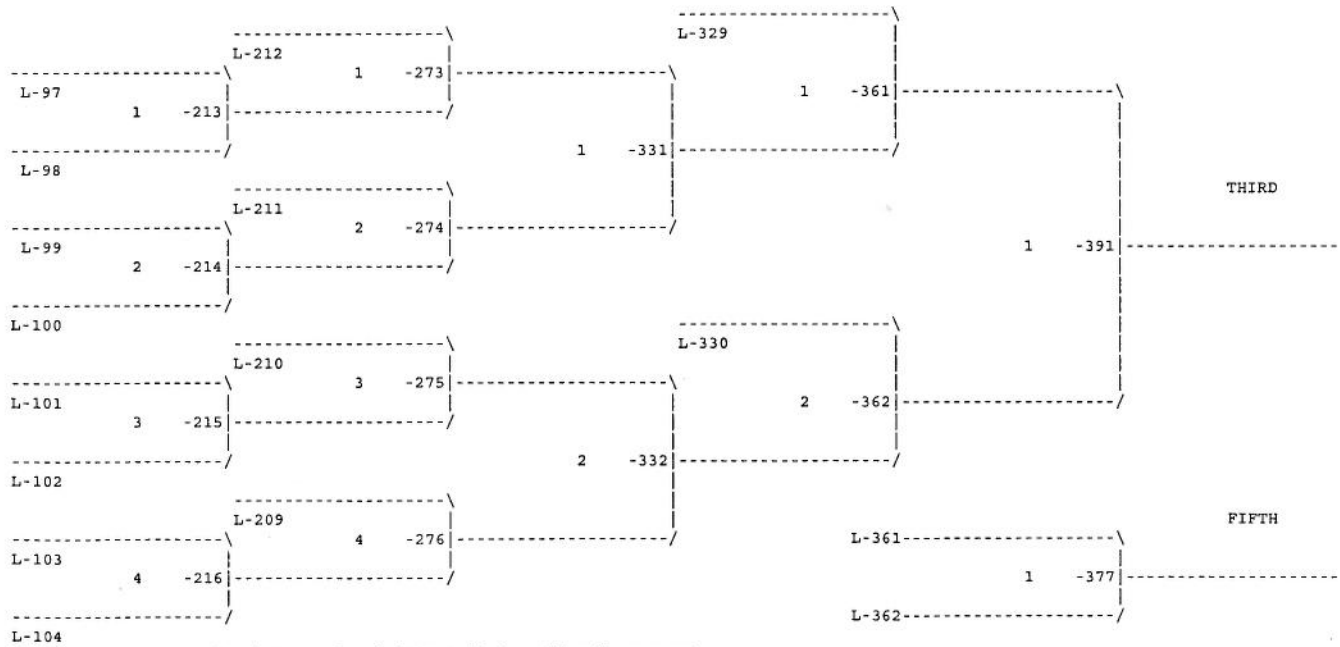 L-329
L-212
1 -273
L-97
1 -361
1 -213
1 -331
L-98
THIRD
L-211
2 -274
L-99
1 -391
2 -214
L-100
L-330
L-210
3 -275
L-101
2 -362
3 -215
2 -332
L-102
L-209
FIFTH
4 -276
L-361
L-103
4 -216
1 -377
L-362
L-104